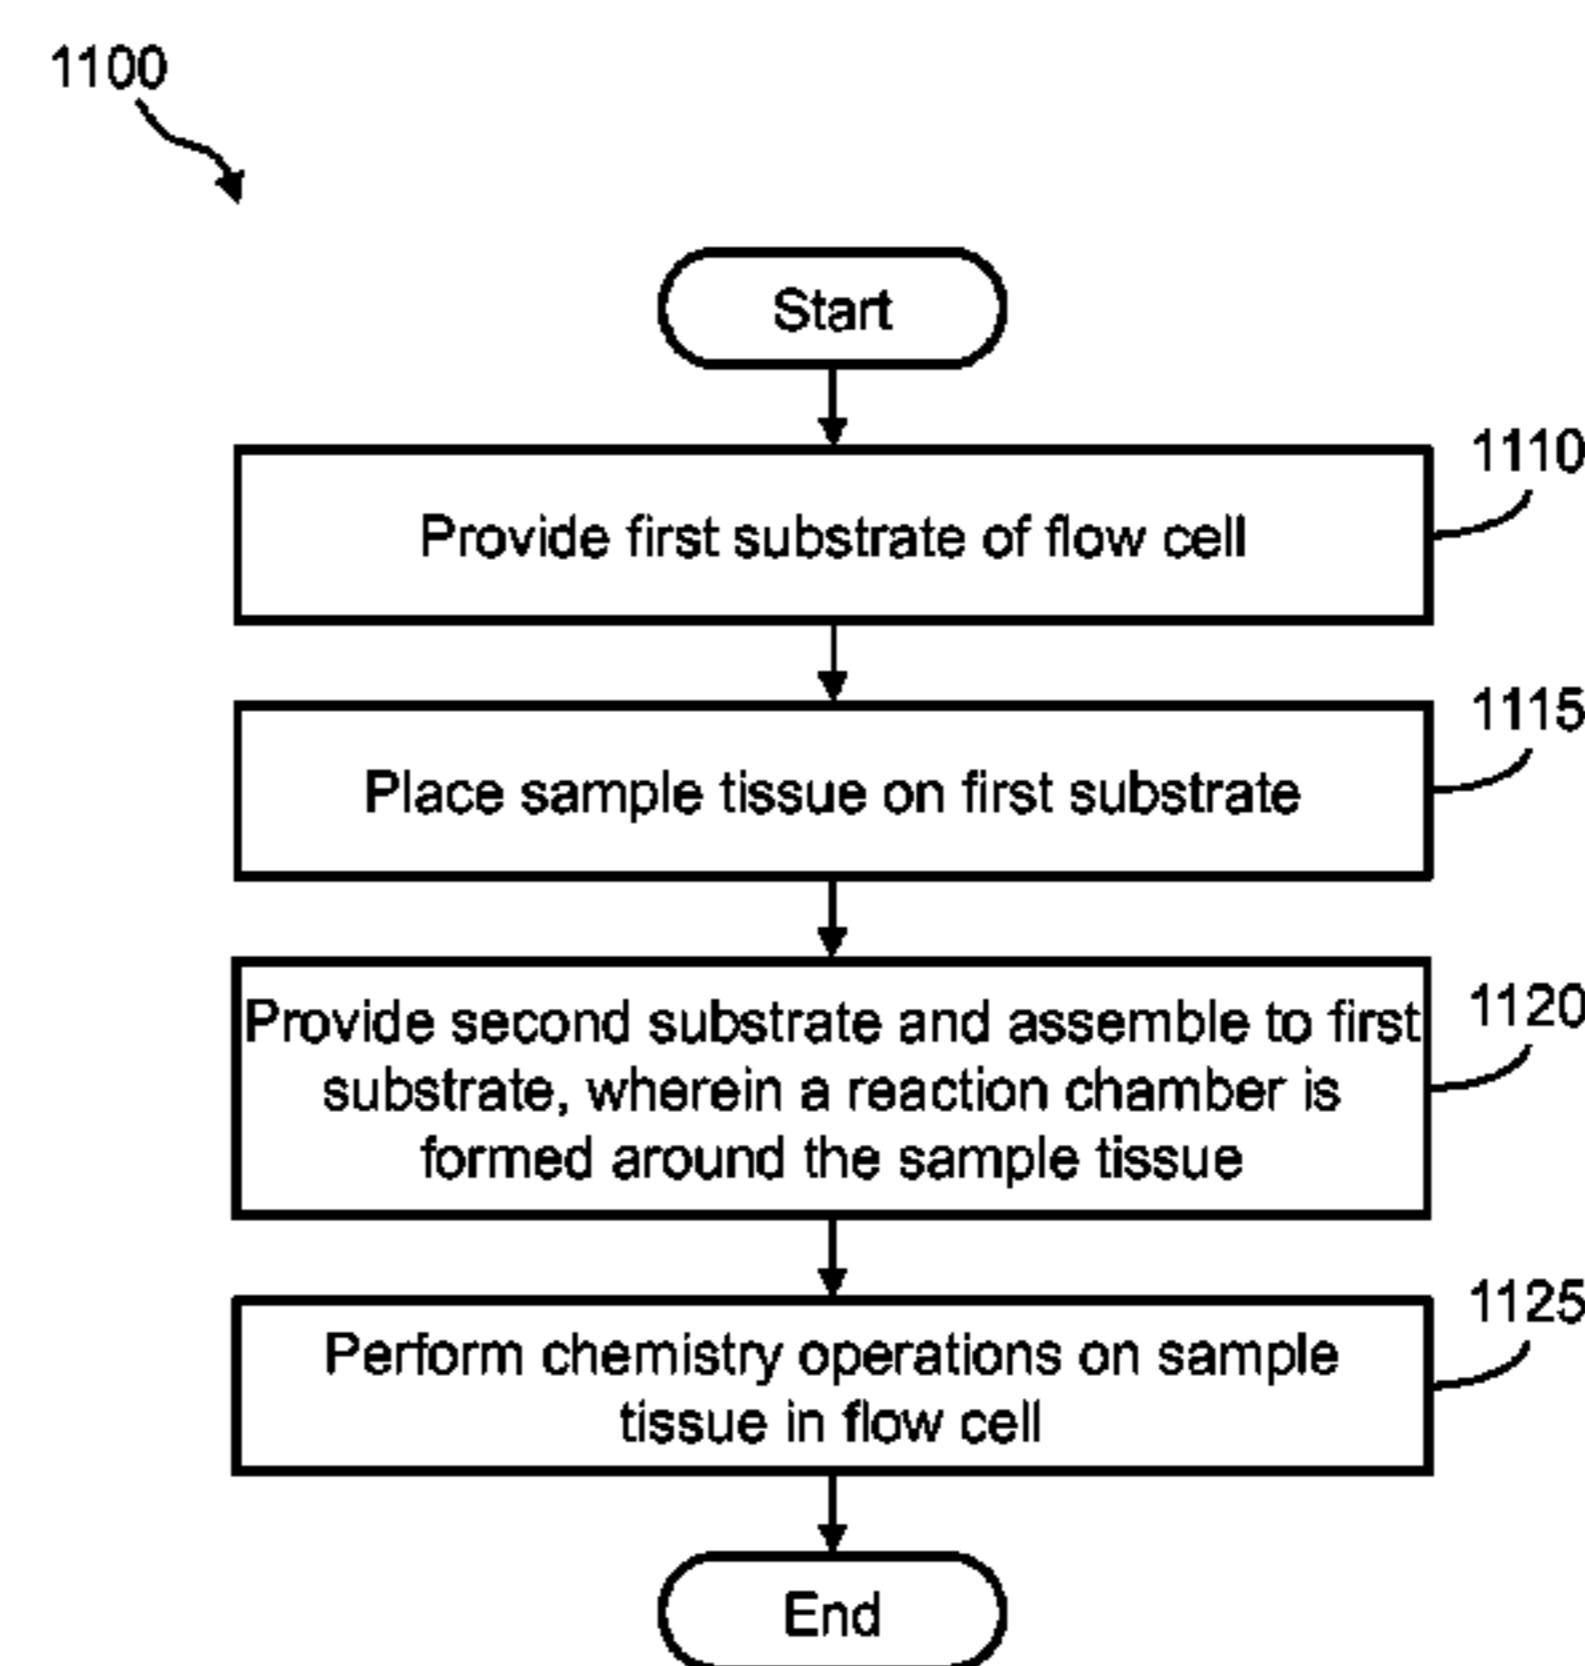 1100
Start
1110
Provide first substrate of flow cell
1115
Place sample tissue on first substrate
1120
Provide second substrate and assemble to first
substrate, wherein a reaction chamber is
formed around the sample tissue
1125
Perform chemistry operations on sample
tissue in flow cell
End